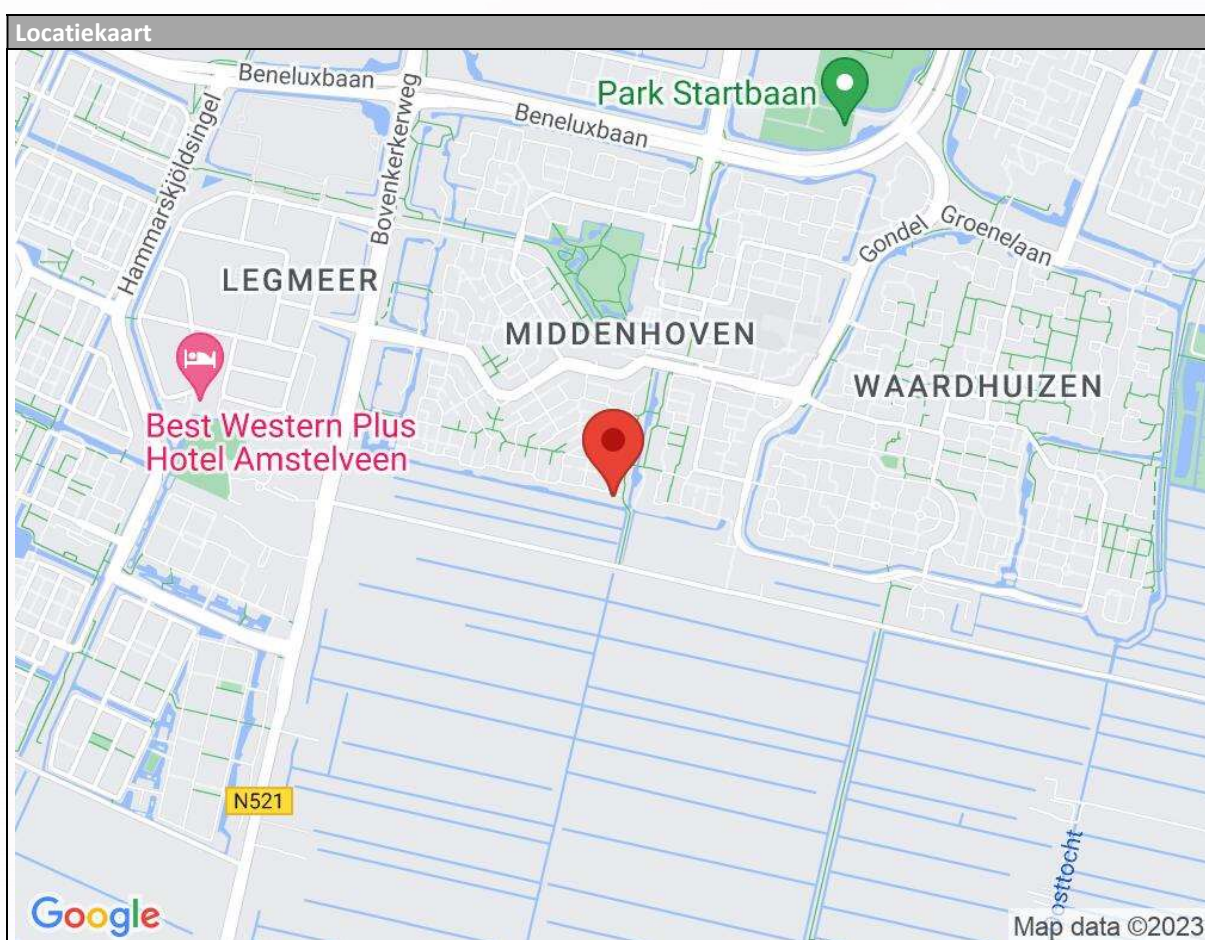 Locatiekaart
Beneluxbaan
Park Startbaan
Beneluxbaan
Hammarskjöldsingel
Bovenkerkerweg
Gondel
Groenelaan
LEGMEER
MIDDENHOVEN
WAARDHUIZEN
Best Western Plus
Hotel Amstelveen
N521
Google
Map data ©2023